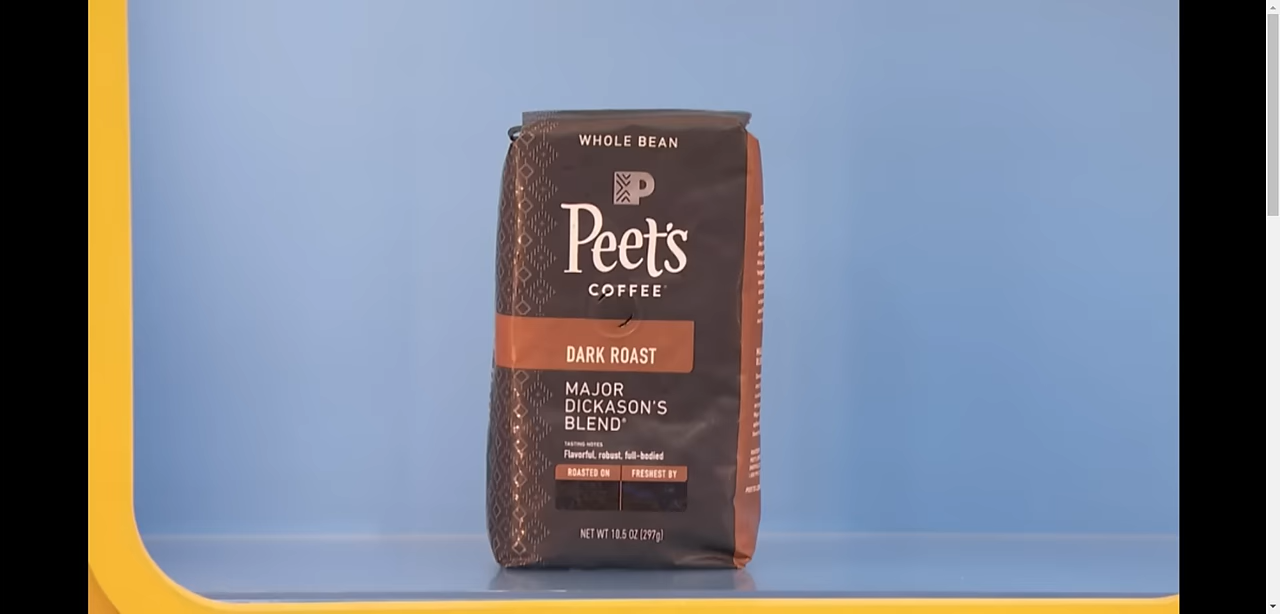 WHOLE BEAN
P
Peet's
COFFEE
DARK ROAST
MAJOR
DICKASON'S
BLEND®
TASTING NOTES
Flavorful, robust, full-bodied
ROASTED ON
FRESHEST BY
NET WT 10.5 OZ (297g)